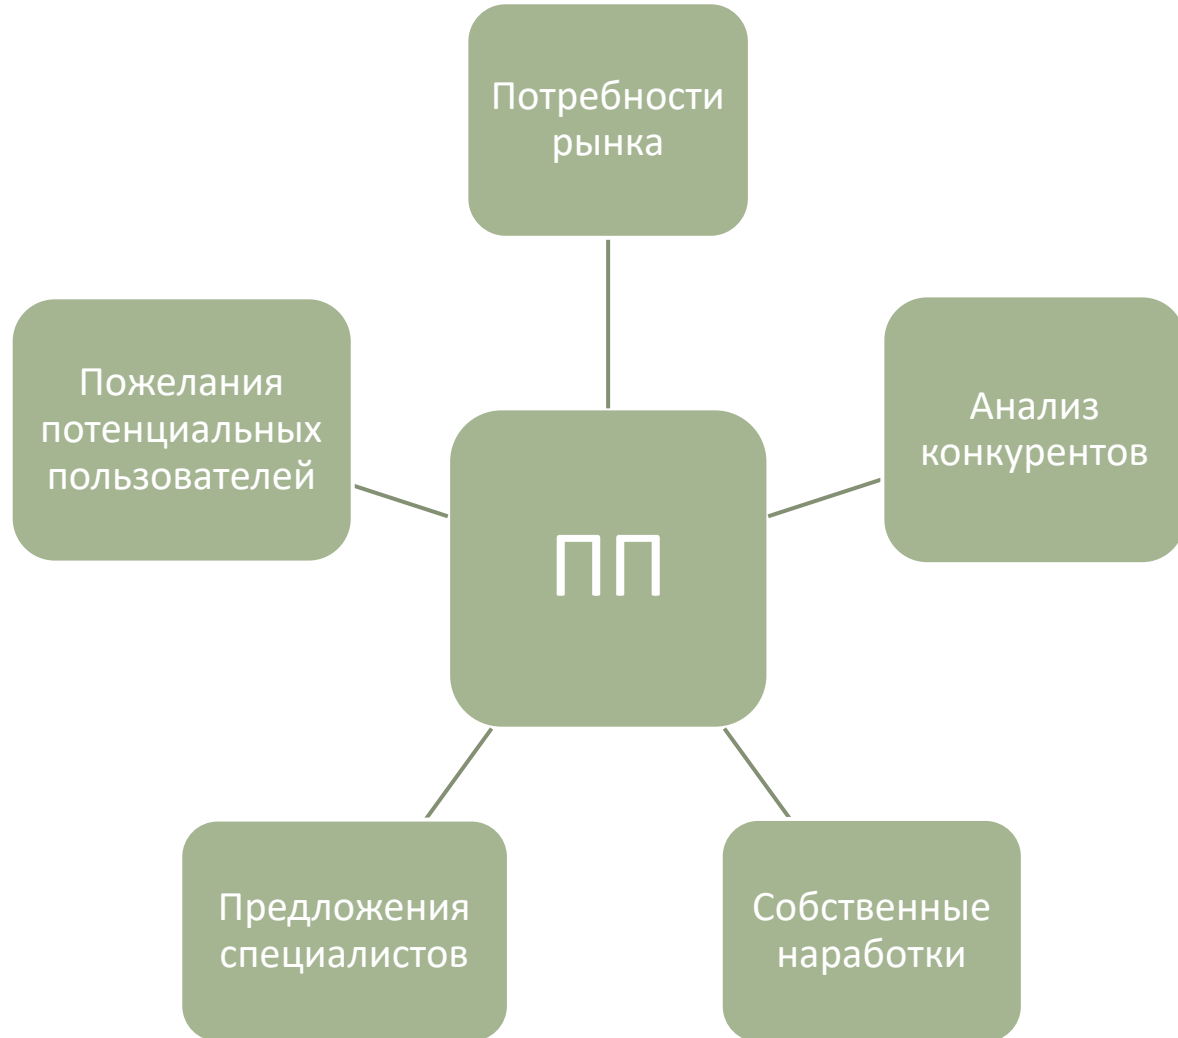 Потребности
рынка
Пожелания
потенциальных
пользователей
Анализ
конкурентов
ПП
Предложения
специалистов
Собственные
наработки